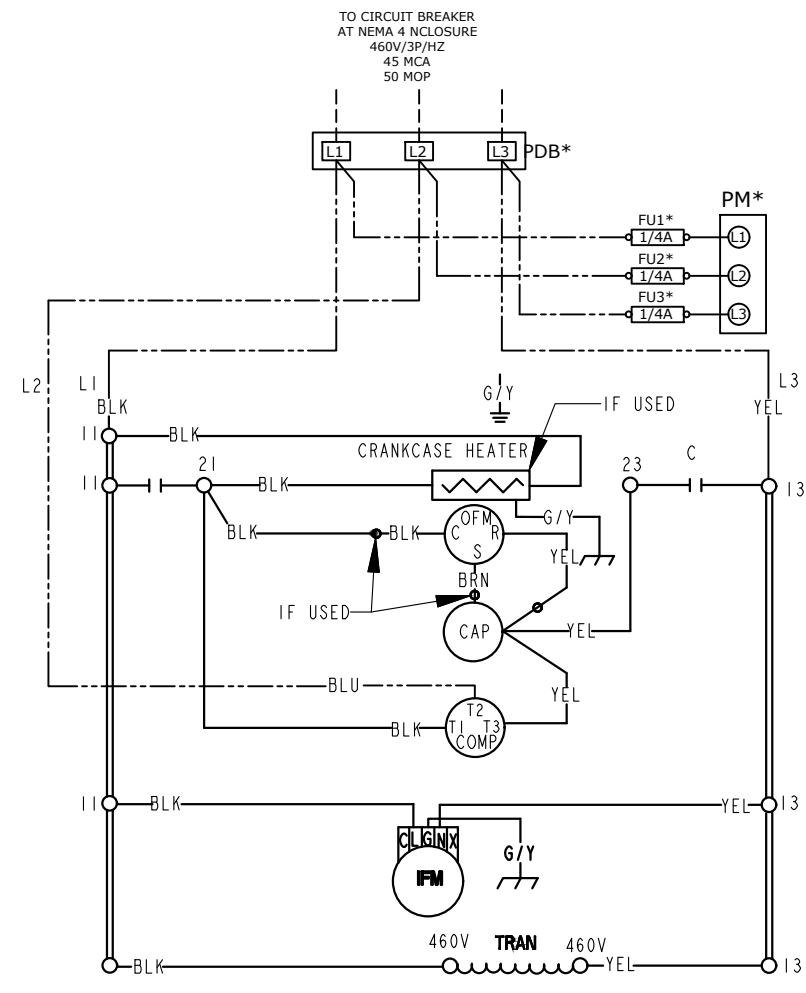 TO CIRCUIT BREAKER
AT NEMA 4 NCLOSURE
460V/3P/HZ
45 MCA
50 MOP
L1
L2
L3
PDB*
PM*
FU1*
1/4A
L1
FU2*
1/4A
L2
FU3*
1/4A
L3
L2
L1
BLK
G/Y
IF USED
L3
YEL
11
BLK
CRANKCASE HEATER
11
21
BLK
23
C
13
BLK
BLK
OFM
C
R
S
G/Y
YEL
BRN
IF USED
CAP
YEL
BLU
YEL
T2
T1
T3
COMP
BLK
11
BLK
YEL
13
C L G N X
IFM
G/Y
460V
TRAN
460V
BLK
YEL
13